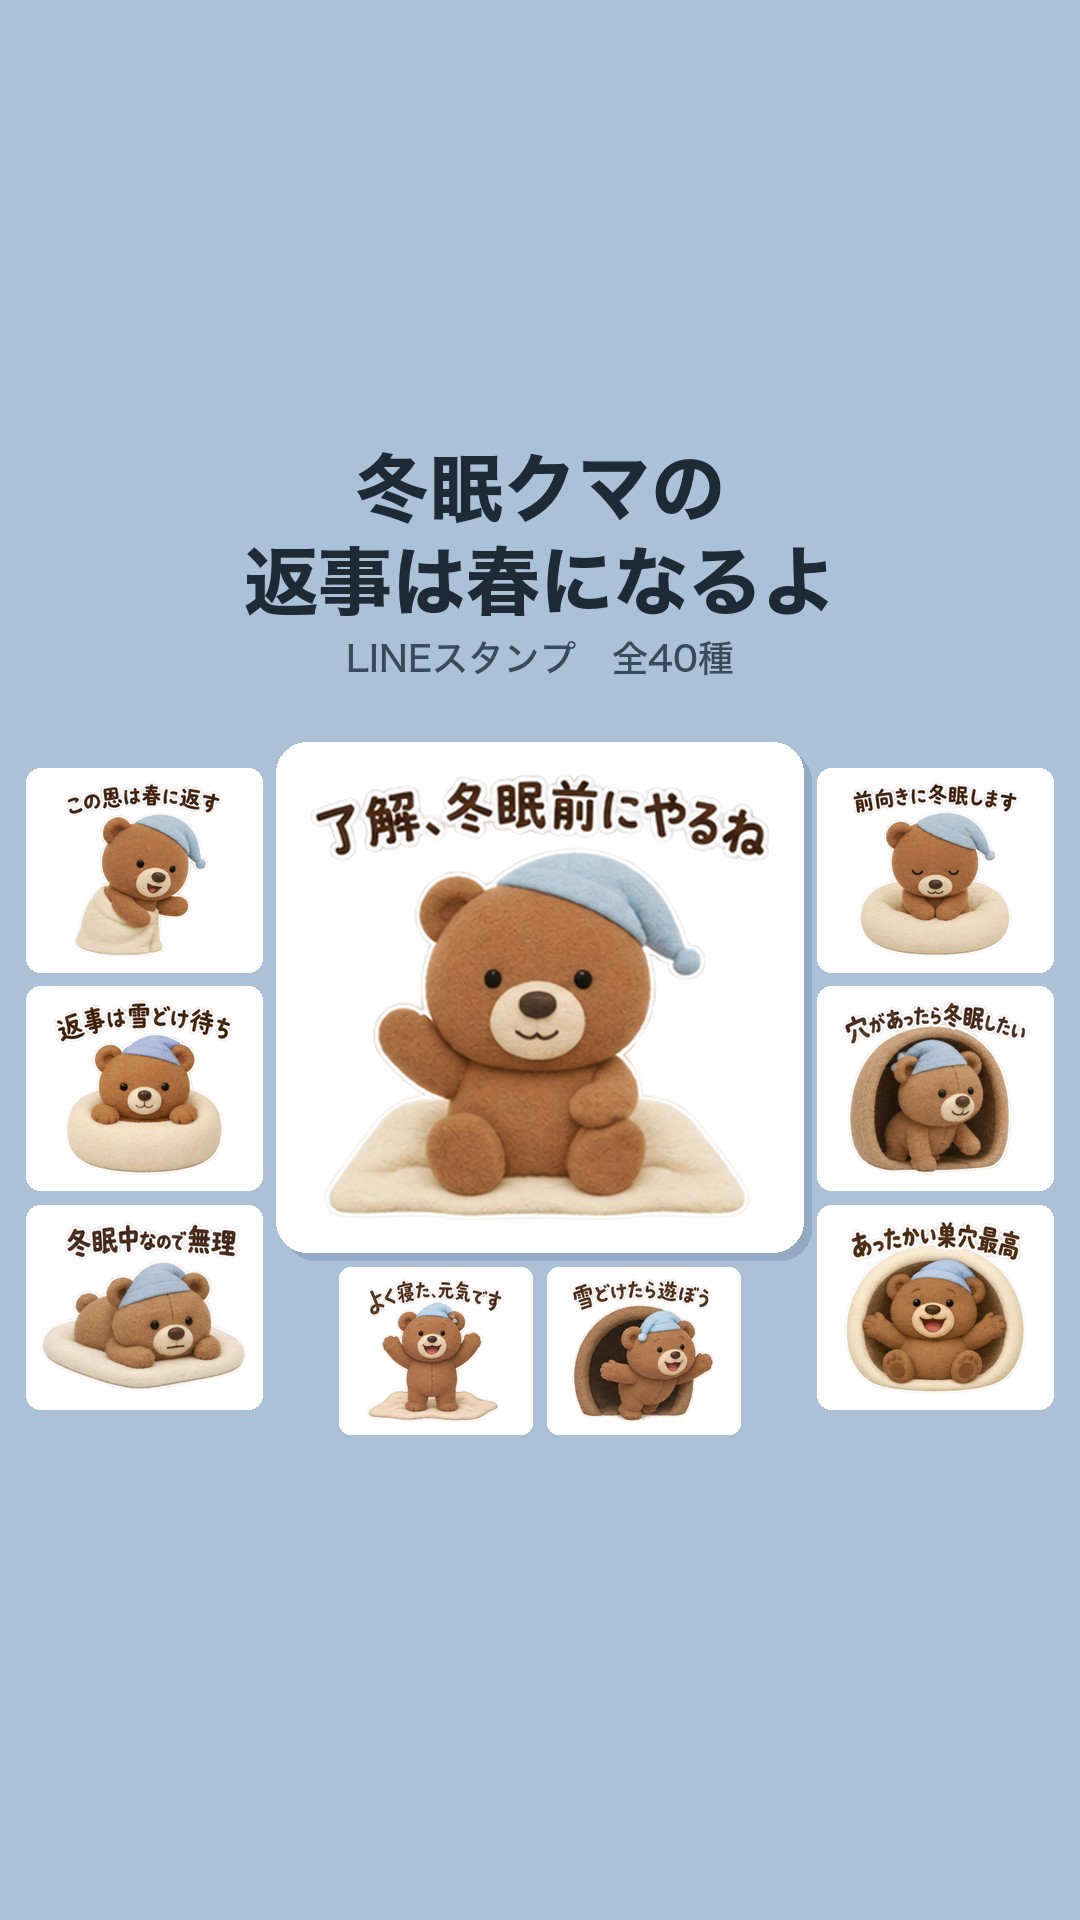 冬眠クマの
返事は春になるよ
LINEスタンプ　全40種
この恩は春に返す
了解、冬眠前にやるね
前向きに冬眠します
返事は雪どけ待ち
穴があったら冬眠したい
冬眠中なので無理
あったかい巣穴最高
よく寝た、元気です
雪どけたら遊ぼう